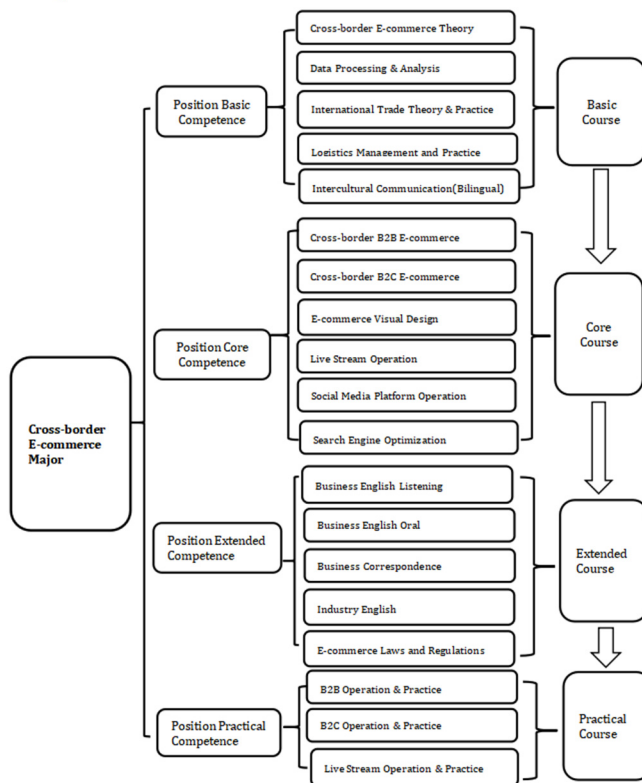 Cross-border E-commerce Theory
Data Processing & Analysis
Position Basic
Competence
International Trade Theory & Practice
Basic
Course
Logistics Management and Practice
Intercultural Communication(Bilingual)
Cross-border B2B E-commerce
Cross-border B2C E-commerce
E-commerce Visual Design
Position Core
Competence
Core
Course
Live Stream Operation
Social Media Platform Operation
Search Engine Optimization
Cross-border
E-commerce
Major
Business English Listening
Business English Oral
Position Extended
Competence
Extended
Course
Business Correspondence
Industry English
E-commerce Laws and Regulations
B2B Operation & Practice
Position Practical
Competence
B2C Operation & Practice
Practical
Course
Live Stream Operation & Practice